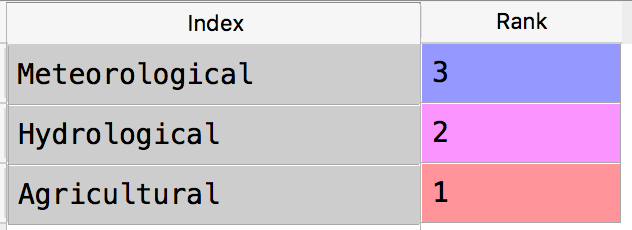 Index Rank
Meteorological 3
Hydrological 2
Agricultural 1